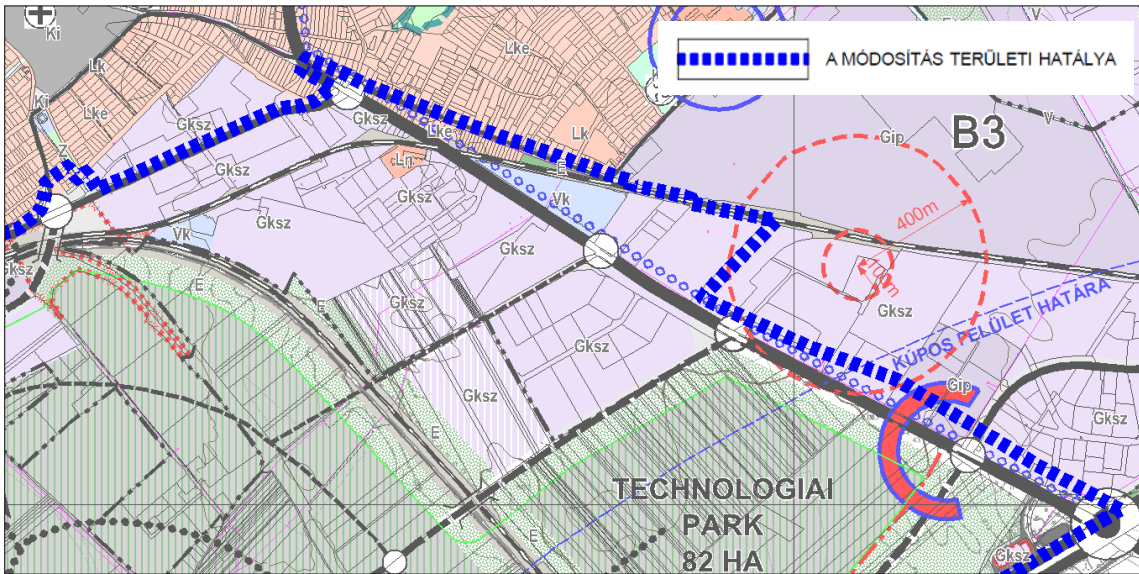 Ki
Lk
Lke
V
V
A MÓDOSÍTÁS TERÜLETI HATÁLYA
Lk
Lke
Ki
Gksz
Gksz
Lke
Lk
Gip
B3
Z
Gksz
Ln
E
400m
Gksz
Gksz
Vk
Vk
Gksz
Gksz
E
E
Gksz
Gksz
Gksz
KÚPOS FELÜLET HATÁRA
Gip
Gksz
Gksz
E
E
TECHNOLOGIAI
PARK
82 HA
E
Gksz